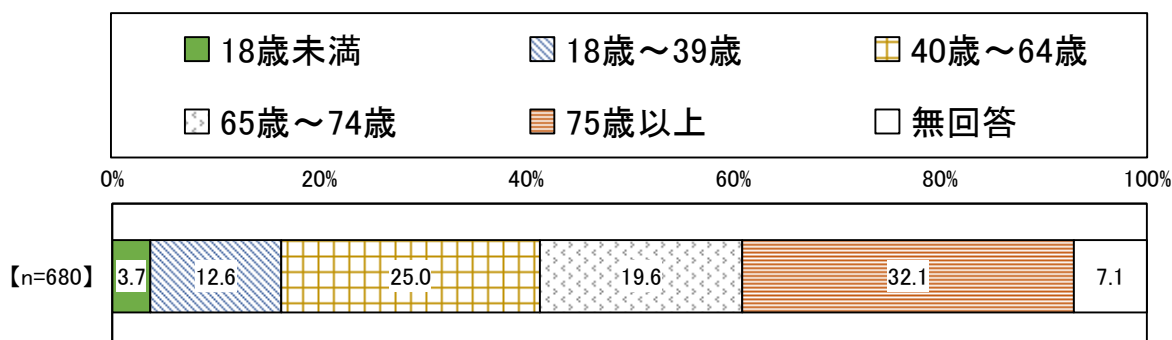 18歳未満 18歳～39歳 40歳～64歳
65歳～74歳 75歳以上 無回答
0% 20% 40% 60% 80% 100%
【n=680】 3.7 12.6 25.0 19.6 32.1 7.1